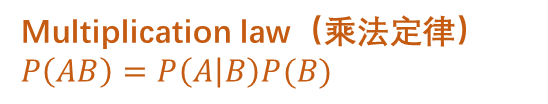 Multiplication law（乘法定律）
P(AB) = P(A|B)P(B)